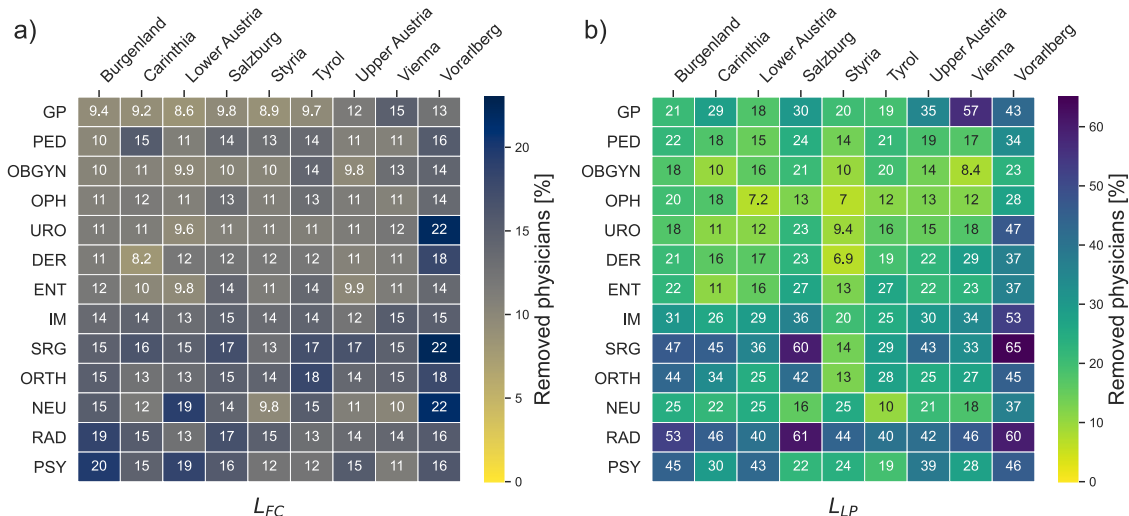 a)
Burgenland Carinthia Lower Austria Salzburg Styria Tyrol Upper Austria Vienna Vorarlberg
GP 9.4 9.2 8.6 9.8 8.9 9.7 12 15 13
PED 10 15 11 14 13 14 11 11 16
OBGYN 10 11 9.9 10 10 14 9.8 13 14
OPH 11 12 11 13 11 13 11 11 14
URO 11 11 9.6 11 11 11 11 12 22
DER 11 8.2 12 12 12 12 11 11 18
ENT 12 10 9.8 14 11 14 9.9 11 14
IM 14 14 13 15 14 14 12 15 15
SRG 15 16 15 17 13 17 17 15 22
ORTH 15 13 13 15 14 18 14 15 18
NEU 15 12 19 14 9.8 15 11 10 22
RAD 19 15 13 17 15 13 14 14 16
PSY 20 15 19 16 12 12 15 11 16
L_FC
20
15
10
5
0
Removed physicians [%]
b)
Burgenland Carinthia Lower Austria Salzburg Styria Tyrol Upper Austria Vienna Vorarlberg
GP 21 29 18 30 20 19 35 57 43
PED 22 18 15 24 14 21 19 17 34
OBGYN 18 10 16 21 10 20 14 8.4 23
OPH 20 18 7.2 13 7 12 13 12 28
URO 18 11 12 23 9.4 16 15 18 47
DER 21 16 17 23 6.9 19 22 29 37
ENT 22 11 16 27 13 27 22 23 37
IM 31 26 29 36 20 25 30 34 53
SRG 47 45 36 60 14 29 43 33 65
ORTH 44 34 25 42 13 28 25 27 45
NEU 25 22 25 16 25 10 21 18 37
RAD 53 46 40 61 44 40 42 46 60
PSY 45 30 43 22 24 19 39 28 46
L_LP
60
50
40
30
20
10
0
Removed physicians [%]